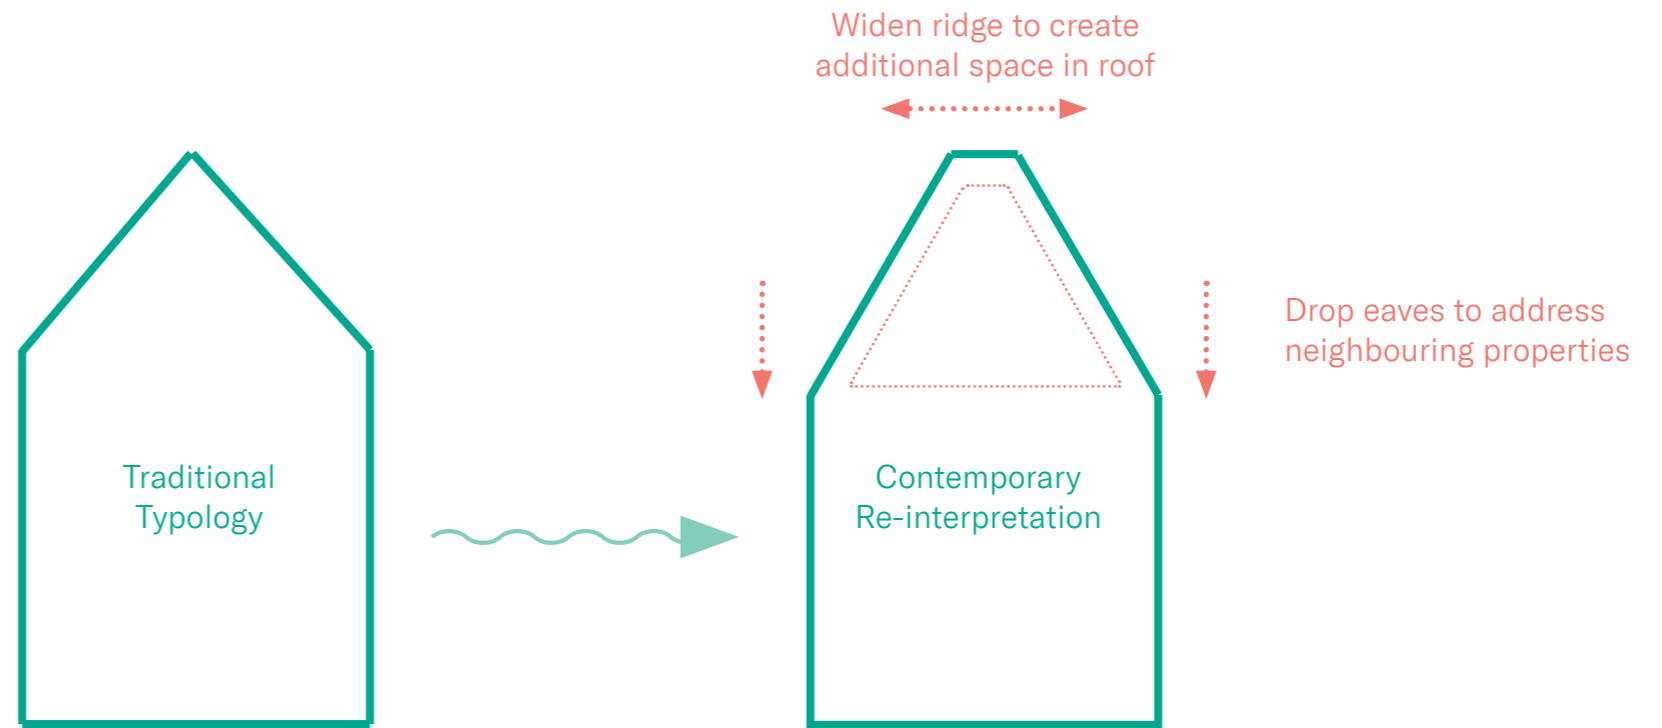 Widen ridge to create
additional space in roof
Drop eaves to address
neighbouring properties
Traditional
Typology
Contemporary
Re-interpretation